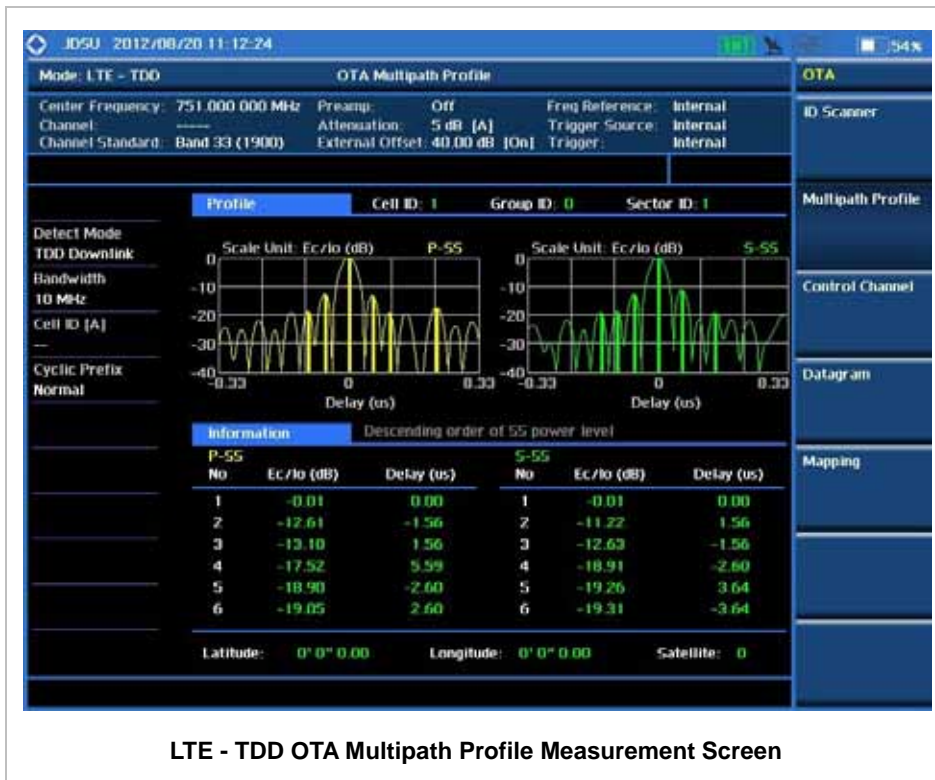 JDSU 2012/08/20 11:12:24 54%
Mode: LTE - TDD OTA Multipath Profile OTA
Center Frequency: 751.000 000 MHz Preamp: Off Freq Reference: Internal
Channel: ----- Attenuation: 5 dB [A] Trigger Source: Internal
Channel Standard: Band 33 (1900) External Offset: 40.00 dB [On] Trigger: Internal
ID Scanner
Multipath Profile
Control Channel
Datagram
Mapping
Detect Mode
TDD Downlink
Bandwidth
10 MHz
Cell ID [A]
--
Cyclic Prefix
Normal
Profile Cell ID: 1 Group ID: 0 Sector ID: 1
Scale Unit: Ec/Io (dB) P-SS
0
-10
-20
-30
-40
-0.33 0 0.33
Delay (us)
Scale Unit: Ec/Io (dB) S-SS
0
-10
-20
-30
-40
-0.33 0 0.33
Delay (us)
Information Descending order of SS power level
P-SS S-SS
No Ec/Io (dB) Delay (us) No Ec/Io (dB) Delay (us)
1 -0.01 0.00 1 -0.01 0.00
2 -12.61 -1.56 2 -11.22 1.56
3 -13.10 1.56 3 -12.63 -1.56
4 -17.52 5.59 4 -18.91 -2.60
5 -18.90 -2.60 5 -19.26 3.64
6 -19.05 2.60 6 -19.31 -3.64
Latitude: 0' 0" 0.00 Longitude: 0' 0" 0.00 Satellite: 0
LTE - TDD OTA Multipath Profile Measurement Screen